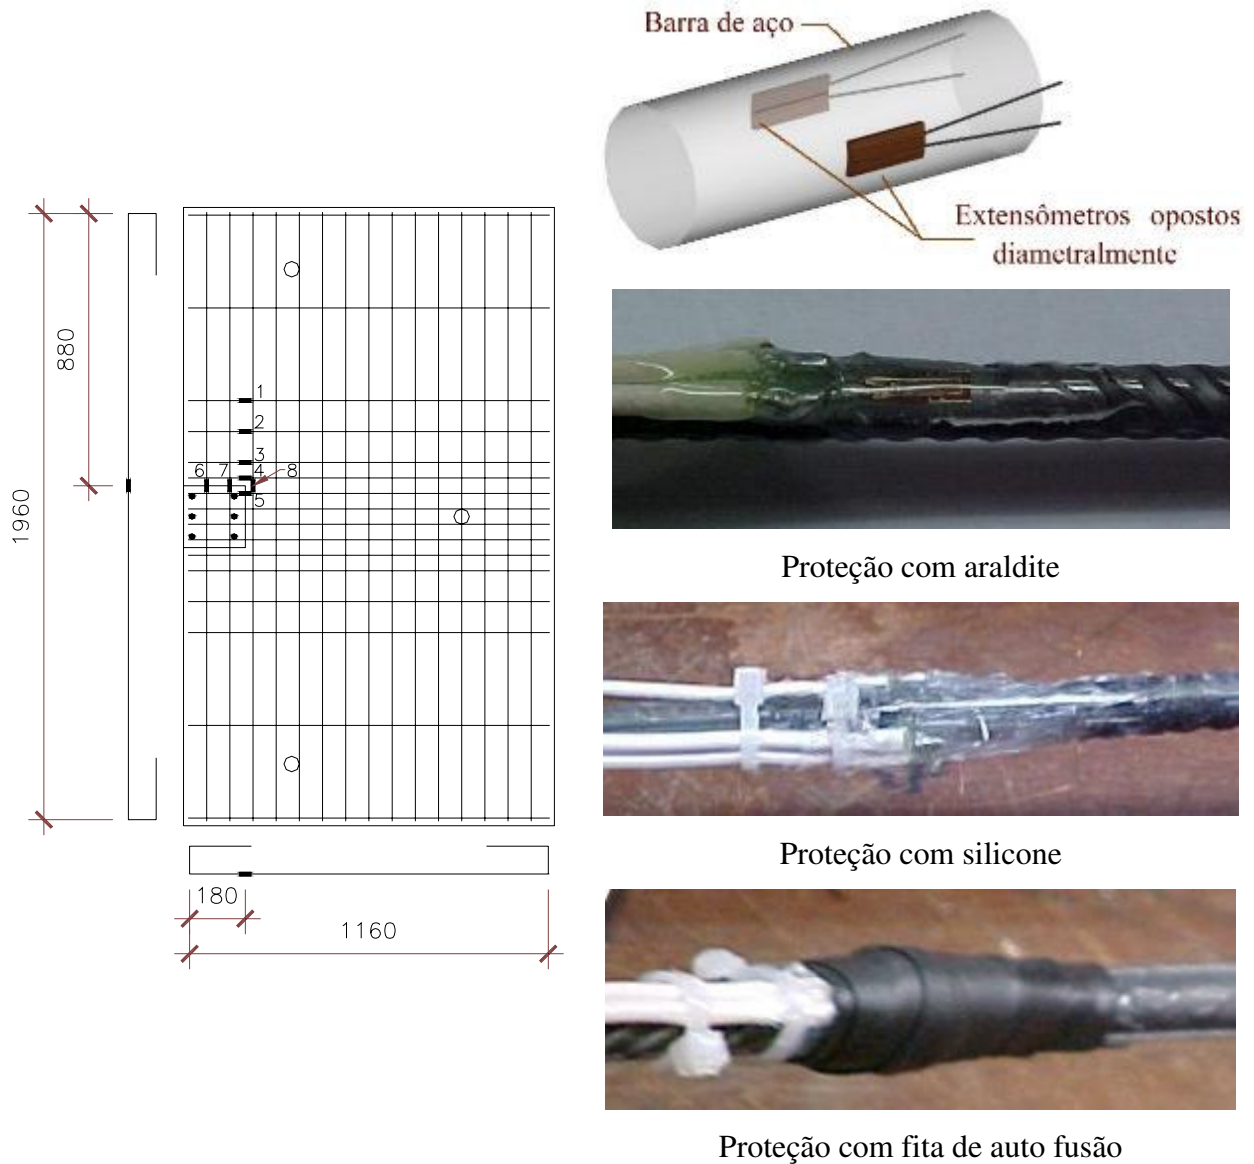 Barra de aço
Extensômetros opostos
diametralmente
1960
880
1
2
3
4
5
6
7
8
180
1160
Proteção com araldite
Proteção com silicone
Proteção com fita de auto fusão